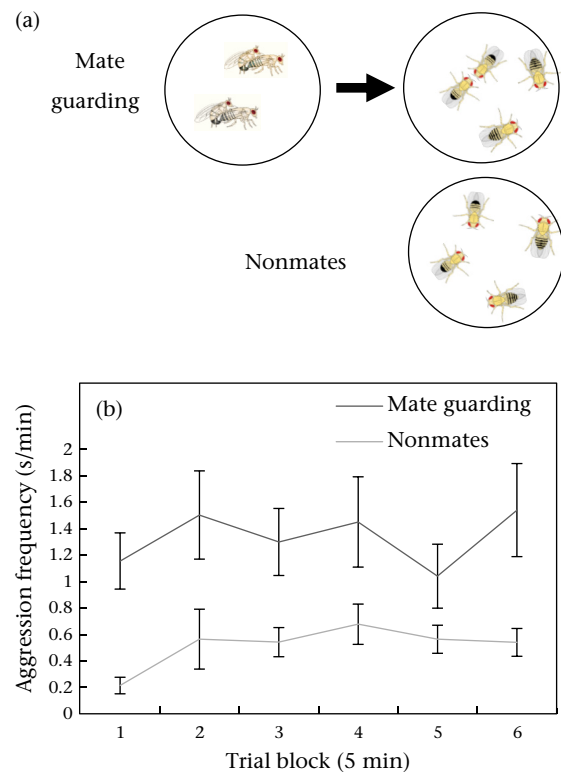 (a)
Mate
guarding
Nonmates
(b)
Mate guarding
Nonmates
Aggression frequency (s/min)
2
1.8
1.6
1.4
1.2
1
0.8
0.6
0.4
0.2
0
1 2 3 4 5 6
Trial block (5 min)